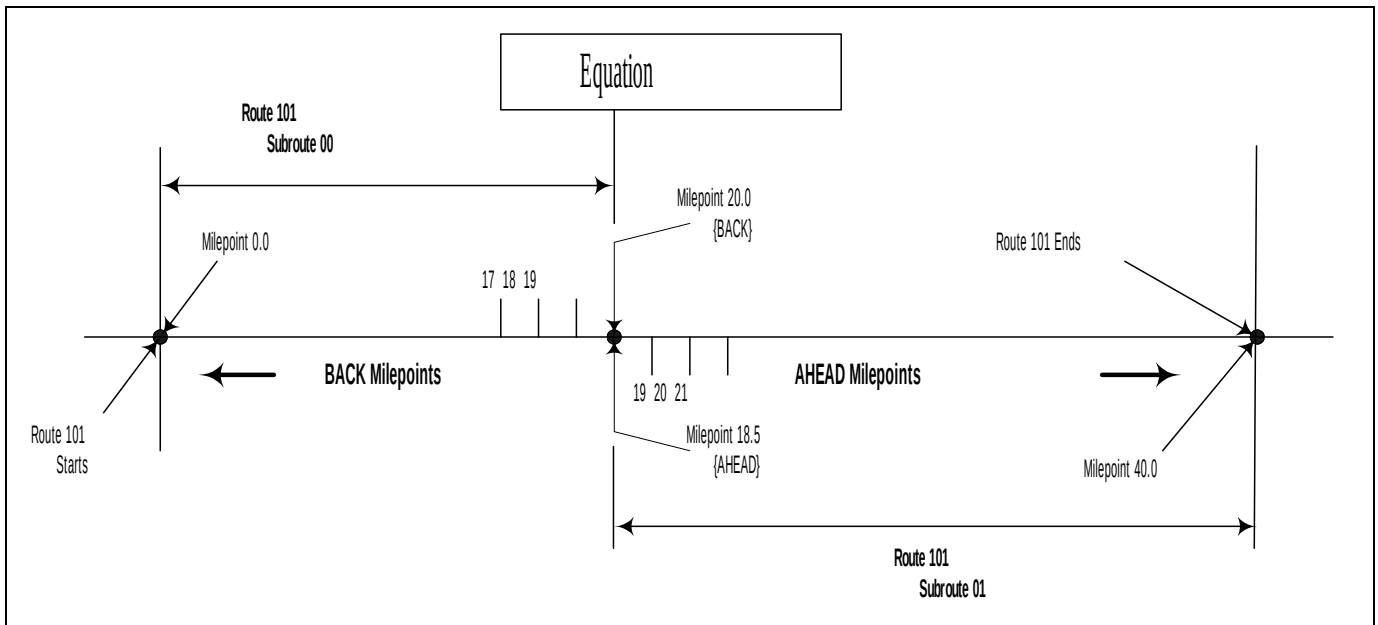 Equation
Route 101
Subroute 00
Milepoint 20.0
{BACK}
Milepoint 0.0
Route 101 Ends
17 18 19
BACK Milepoints
AHEAD Milepoints
19 20 21
Route 101
Starts
Milepoint 18.5
{AHEAD}
Milepoint 40.0
Route 101
Subroute 01